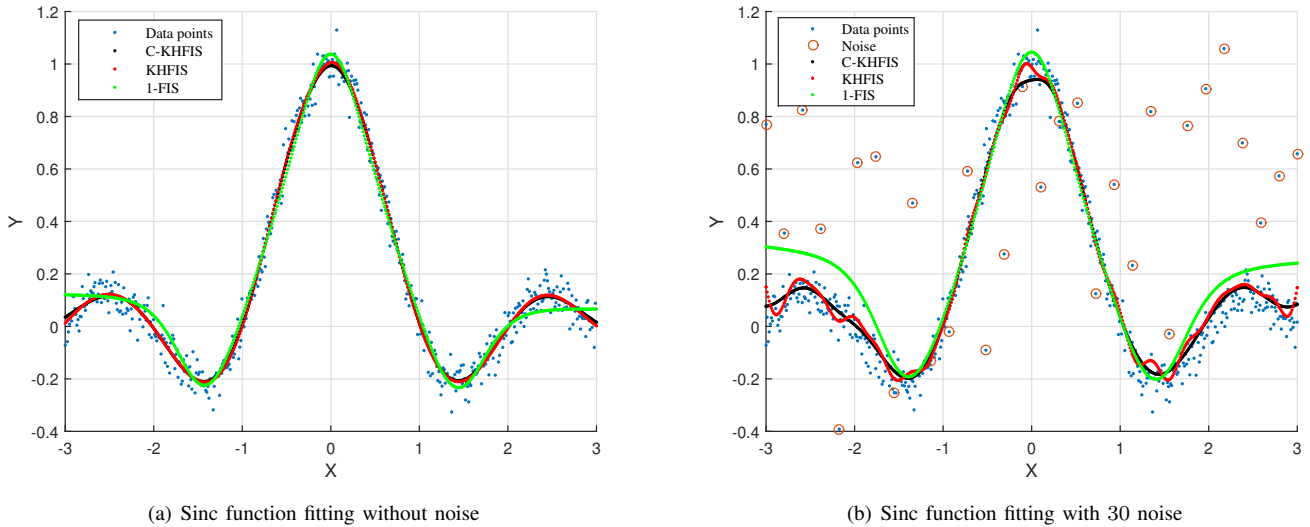 1.2
1
0.8
0.6
0.4
0.2
0
-0.2
-0.4
Y
Data points
C-KHFIS
KHFIS
1-FIS
-3 -2 -1 0 1 2 3
X
(a) Sinc function fitting without noise
1.2
1
0.8
0.6
0.4
0.2
0
-0.2
-0.4
Y
Data points
Noise
C-KHFIS
KHFIS
1-FIS
-3 -2 -1 0 1 2 3
X
(b) Sinc function fitting with 30 noise